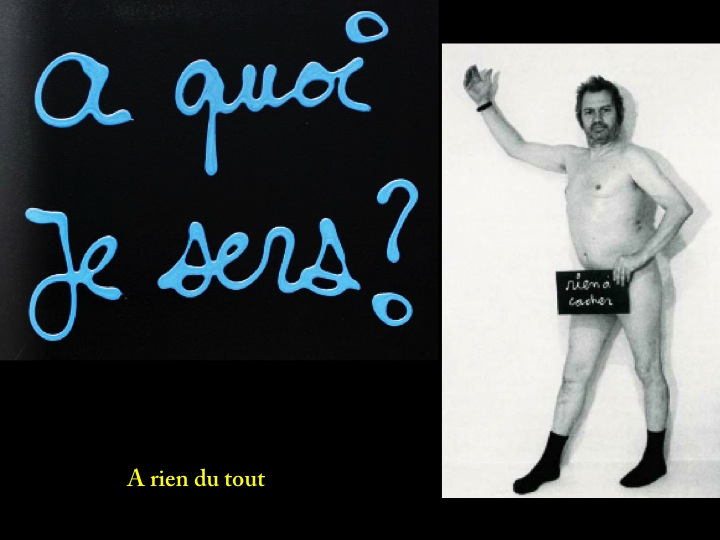 a quoi
Je sers?
rien à
cacher
A rien du tout